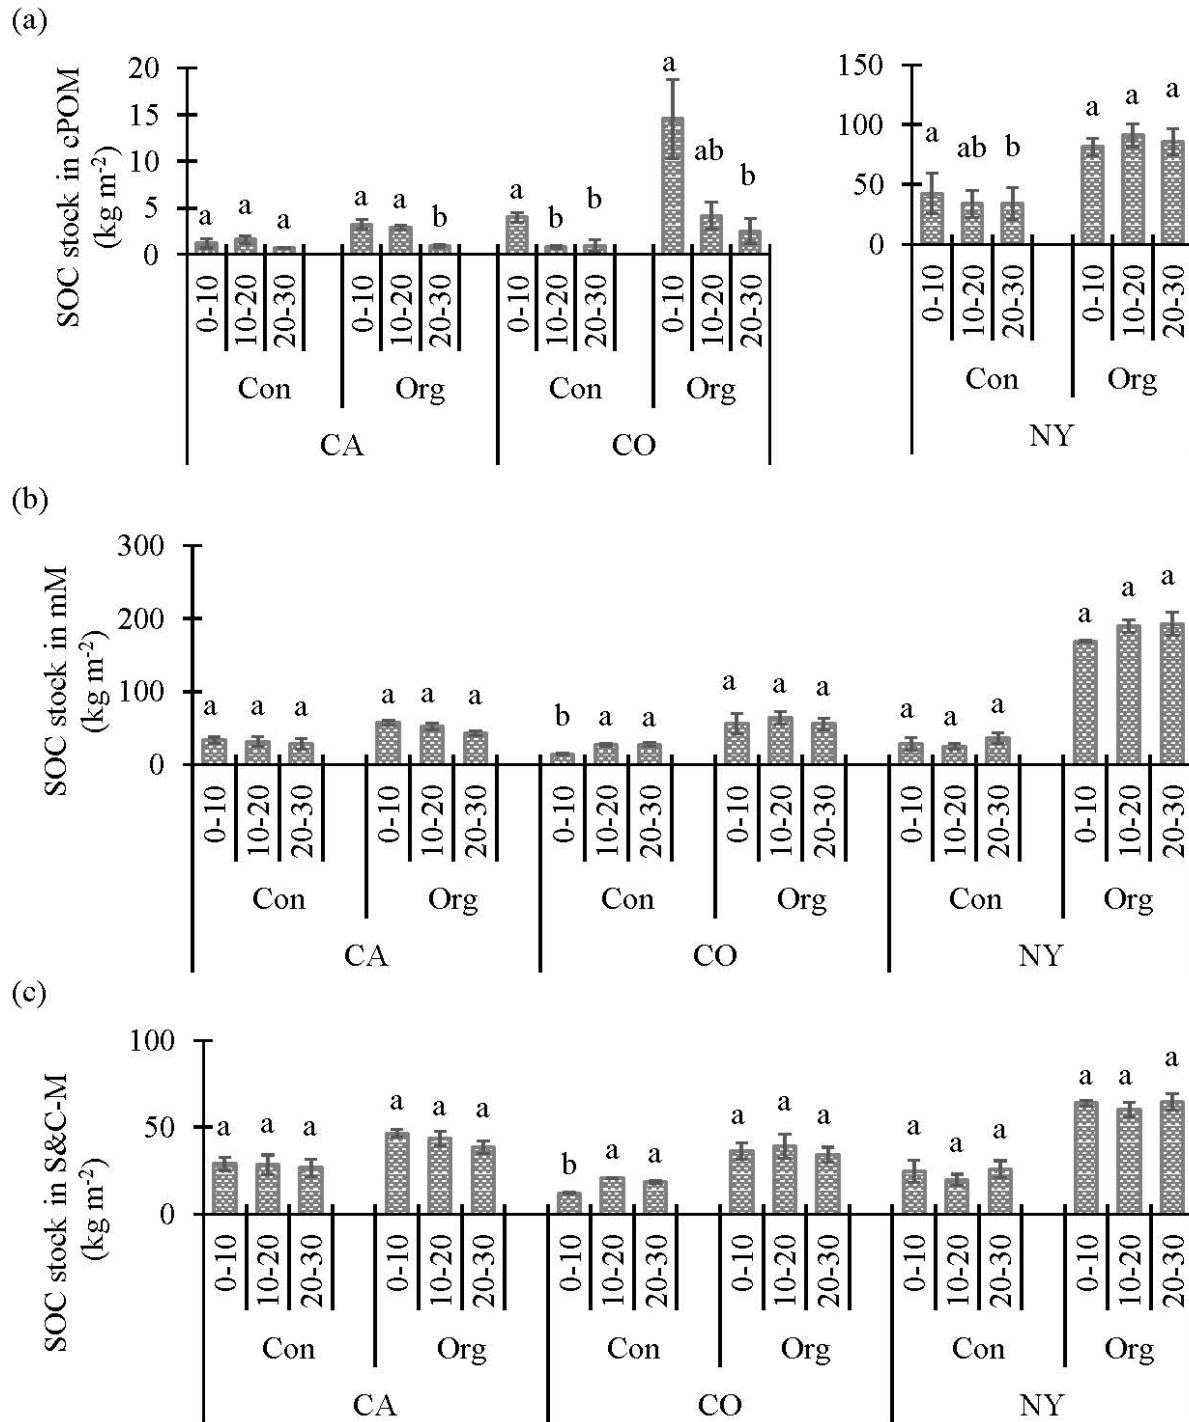 (a)
SOC stock in cPOM
(kg m-2)
20
15
10
5
0
a a a a a b a b b a ab b
0-10 10-20 20-30 0-10 10-20 20-30 0-10 10-20 20-30 0-10 10-20 20-30
Con Org Con Org
CA CO
150
100
50
0
a ab b a a a
0-10 10-20 20-30 0-10 10-20 20-30
Con Org
NY
(b)
SOC stock in mM
(kg m-2)
300
200
100
0
a a a a a a b a a a a a a a a a a a
0-10 10-20 20-30 0-10 10-20 20-30 0-10 10-20 20-30 0-10 10-20 20-30 0-10 10-20 20-30 0-10 10-20 20-30
Con Org Con Org Con Org
CA CO NY
(c)
SOC stock in S&C-M
(kg m-2)
100
50
0
a a a a a a b a a a a a a a a a a a
0-10 10-20 20-30 0-10 10-20 20-30 0-10 10-20 20-30 0-10 10-20 20-30 0-10 10-20 20-30 0-10 10-20 20-30
Con Org Con Org Con Org
CA CO NY